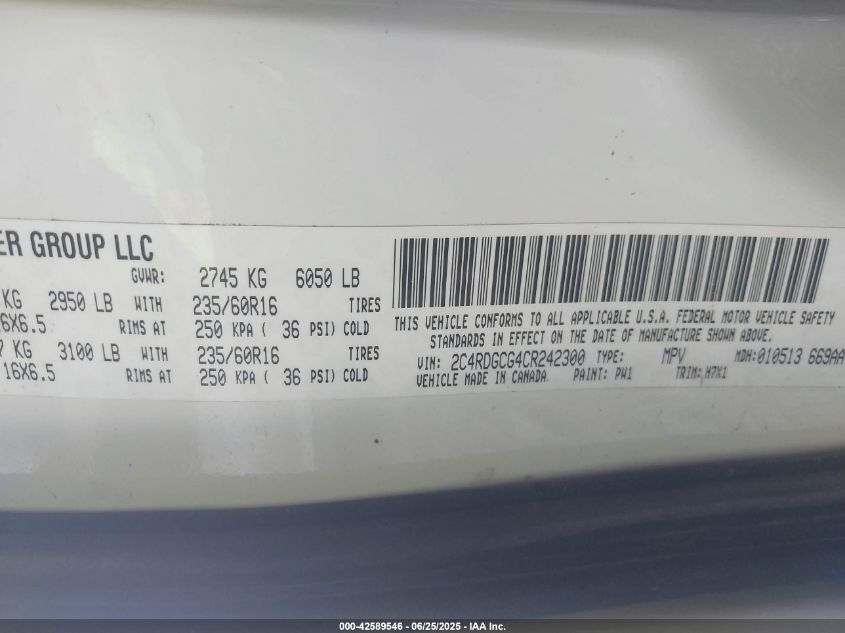 ER GROUP LLC
GVWR: 2745 KG 6050 LB
KG 2950 LB WITH 235/60R16 TIRES
6X6.5 RIMS AT 250 KPA ( 36 PSI) COLD
7 KG 3100 LB WITH 235/60R16 TIRES
16X6.5 RIMS AT 250 KPA ( 36 PSI) COLD
THIS VEHICLE CONFORMS TO ALL APPLICABLE U.S.A. FEDERAL MOTOR VEHICLE SAFETY
STANDARDS IN EFFECT ON THE DATE OF MANUFACTURE SHOWN ABOVE.
VIN: 2C4RDGCG4CR242300 TYPE: MPV MDH:010513 669AA
VEHICLE MADE IN CANADA PAINT: PW1 TRIM: H7X1
000-42589546 - 06/25/2025 - IAA Inc.